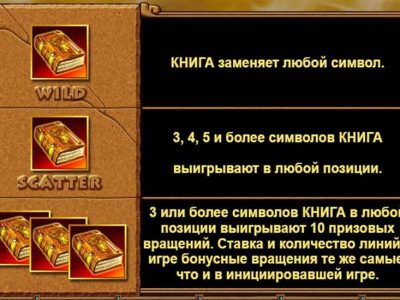 WILD
КНИГА заменяет любой символ.
SCATTER
3, 4, 5 и более символов КНИГА
выигрывают в любой позиции.
3 или более символов КНИГА в любо
позиции выигрывают 10 призовых
вращений. Ставка и количество линий
игре бонусные вращения те же самые
что и в инициировавшей игре.